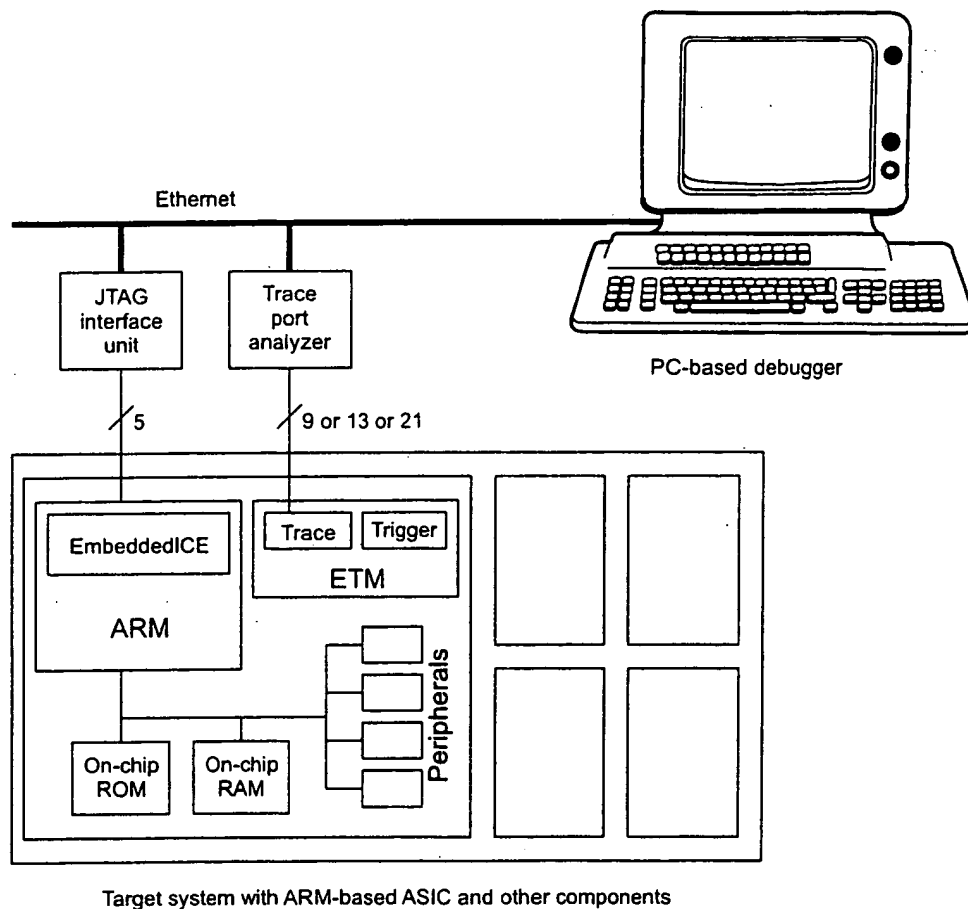 Ethernet
JTAG
interface
unit
Trace
port
analyzer
PC-based debugger
5
9 or 13 or 21
EmbeddedICE
ARM
Trace
Trigger
ETM
Peripherals
On-chip
ROM
On-chip
RAM
Target system with ARM-based ASIC and other components